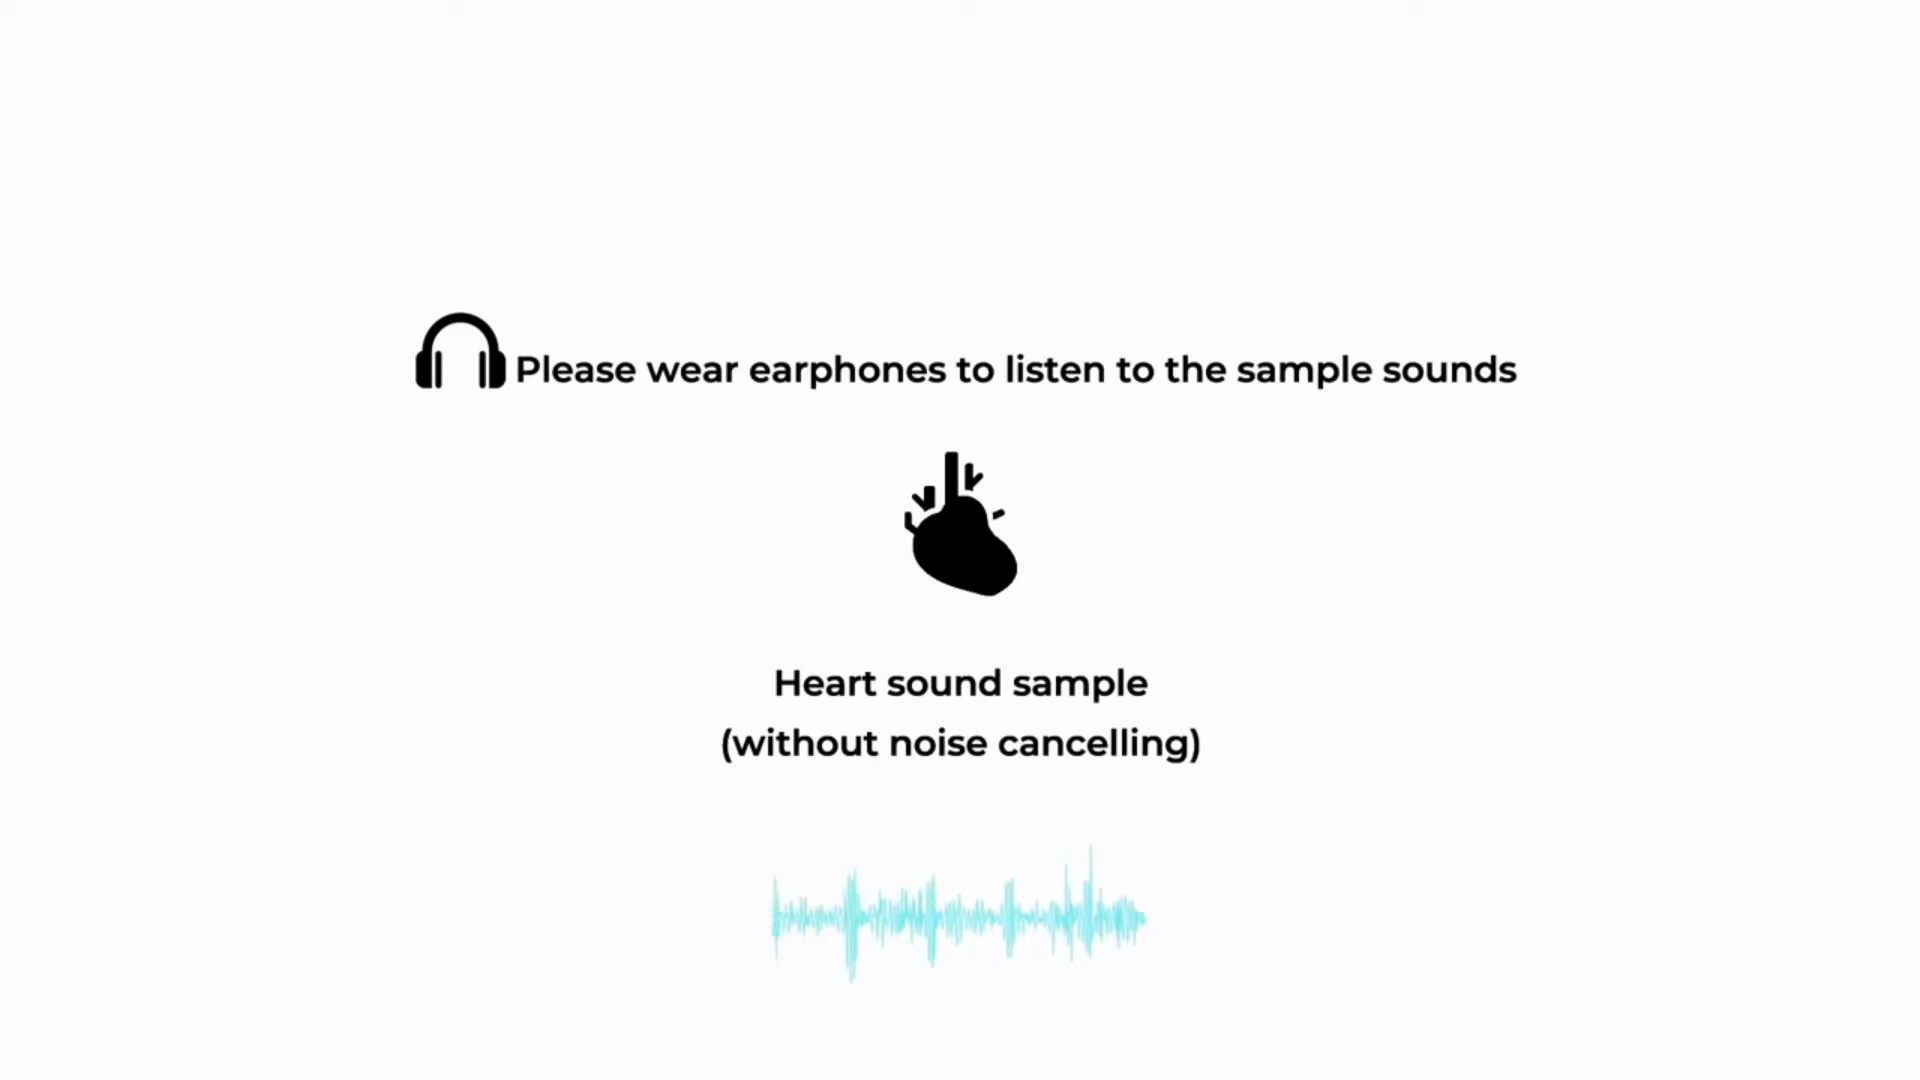 Please wear earphones to listen to the sample sounds
Heart sound sample
(without noise cancelling)